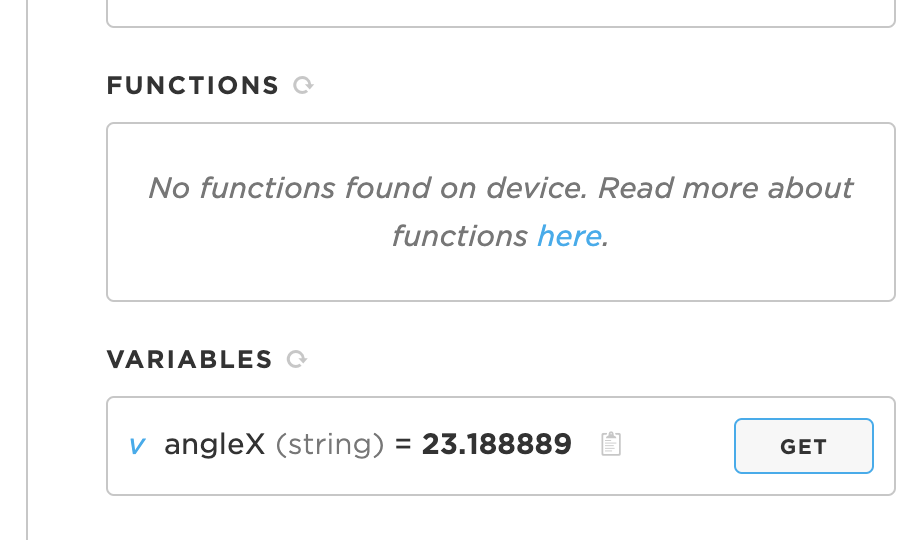 FUNCTIONS
No functions found on device. Read more about
functions here.
VARIABLES
v angleX (string) = 23.188889 GET